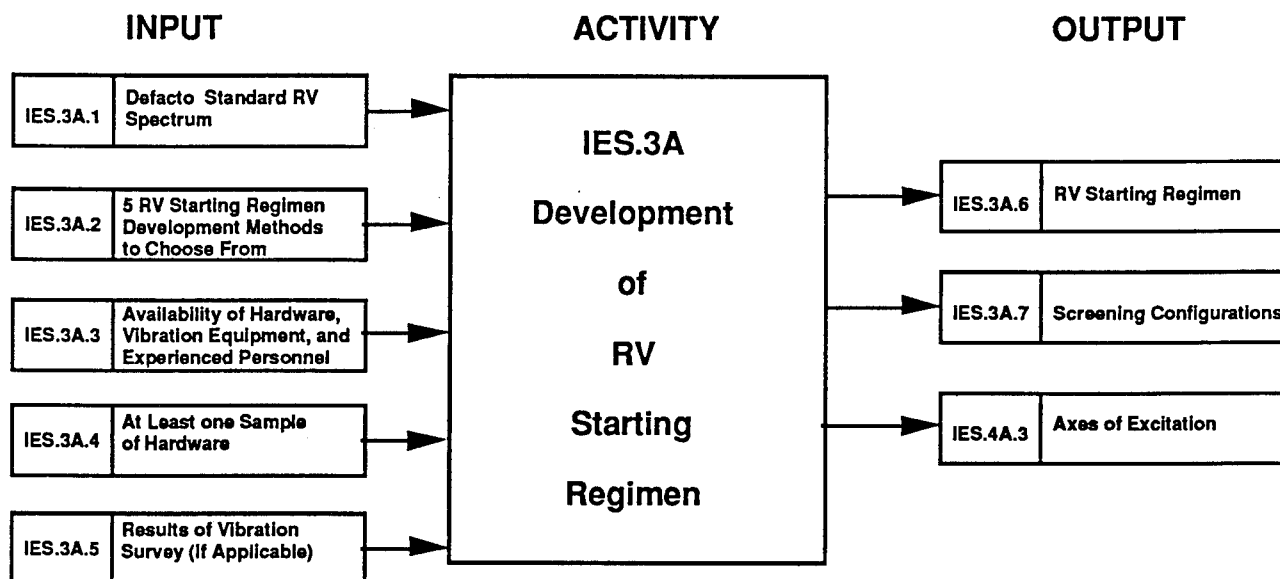 INPUT
ACTIVITY
OUTPUT
IES.3A.1
Defacto Standard RV
Spectrum
IES.3A.2
5 RV Starting Regimen
Development Methods
to Choose From
IES.3A.3
Availability of Hardware,
Vibration Equipment, and
Experienced Personnel
IES.3A.4
At Least one Sample
of Hardware
IES.3A.5
Results of Vibration
Survey (If Applicable)
IES.3A
Development
of
RV
Starting
Regimen
IES.3A.6
RV Starting Regimen
IES.3A.7
Screening Configurations
IES.4A.3
Axes of Excitation